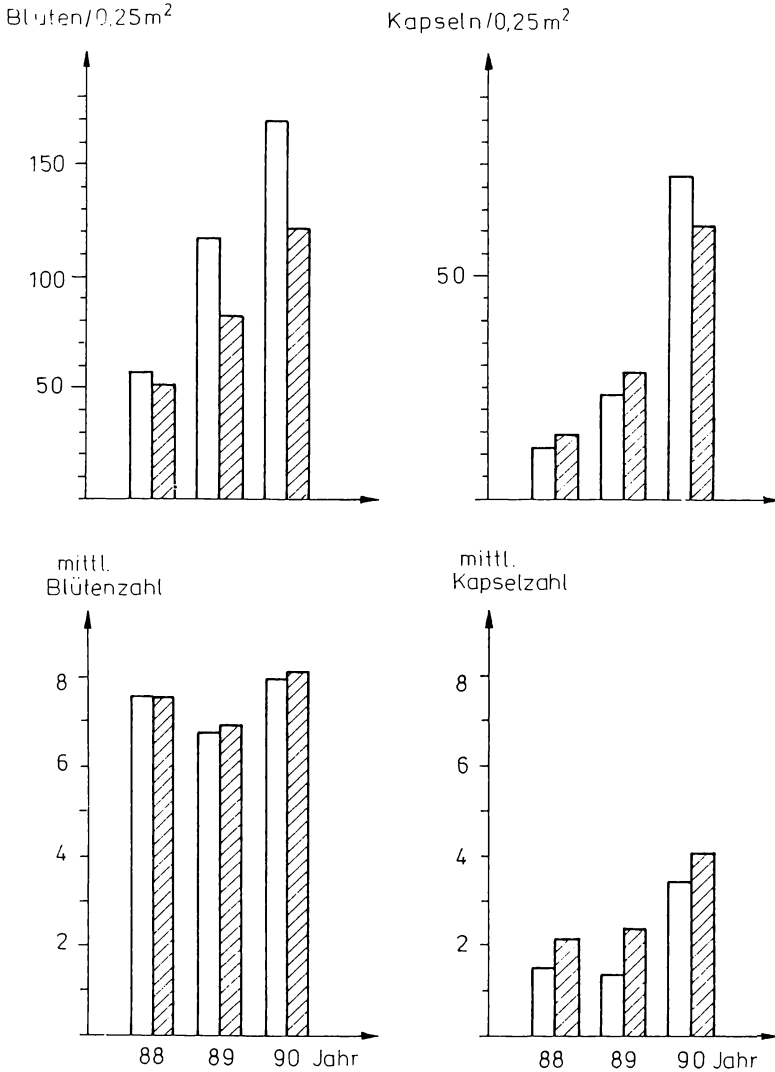 Blüten/0,25m²
Kapseln/0,25m²
150
100
50
50
mittl.
Blütenzahl
mittl.
Kapselzahl
8
6
4
2
8
6
4
2
88 89 90 Jahr
88 89 90 Jahr